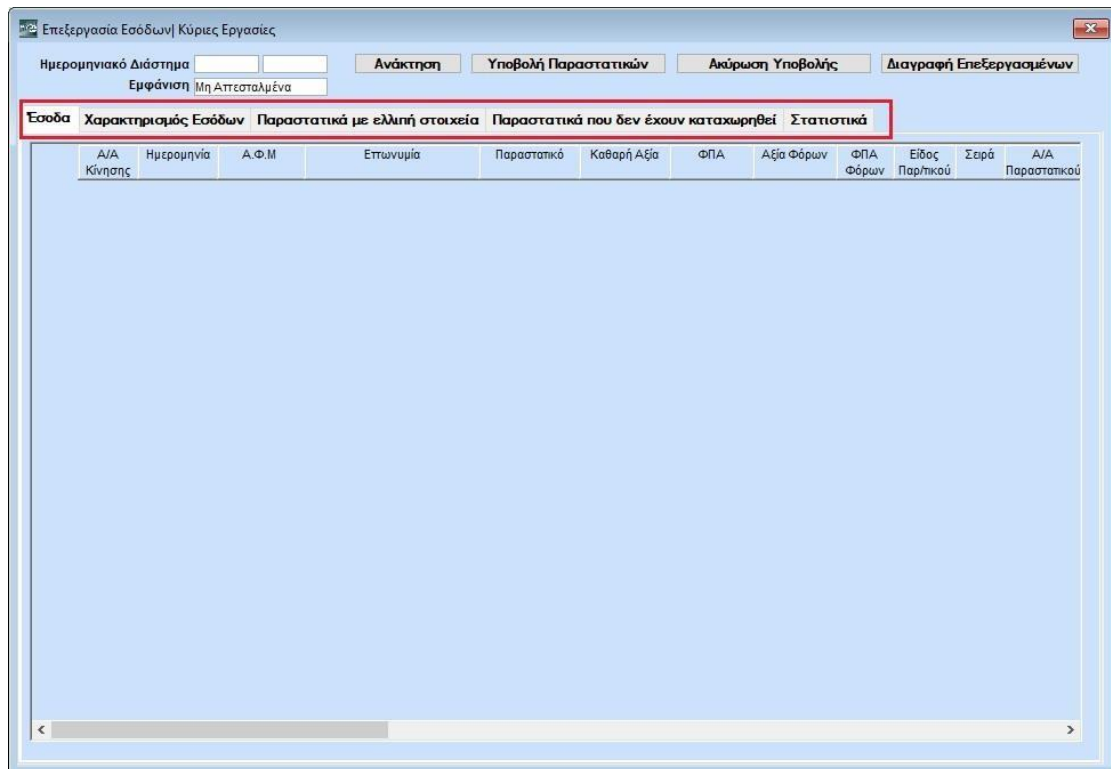 Επεξεργασία Εσόδων| Κύριες Εργασίες
Ημερομηνιακό Διάστημα Ανάκτηση Υποβολή Παραστατικών Ακύρωση Υποβολής Διαγραφή Επεξεργασμένων
Εμφάνιση Μη Απεσταλμένα
Έσοδα Χαρακτηρισμός Εσόδων Παραστατικά με ελλιπή στοιχεία Παραστατικά που δεν έχουν καταχωρηθεί Στατιστικά
Α/Α Ημερομηνία Α.Φ.Μ Επωνυμία Παραστατικό Καθαρή Αξία ΦΠΑ Αξία Φόρων ΦΠΑ Είδος Σειρά Α/Α
Κίνησης Φόρων Παρ/τικού Παραστατικού